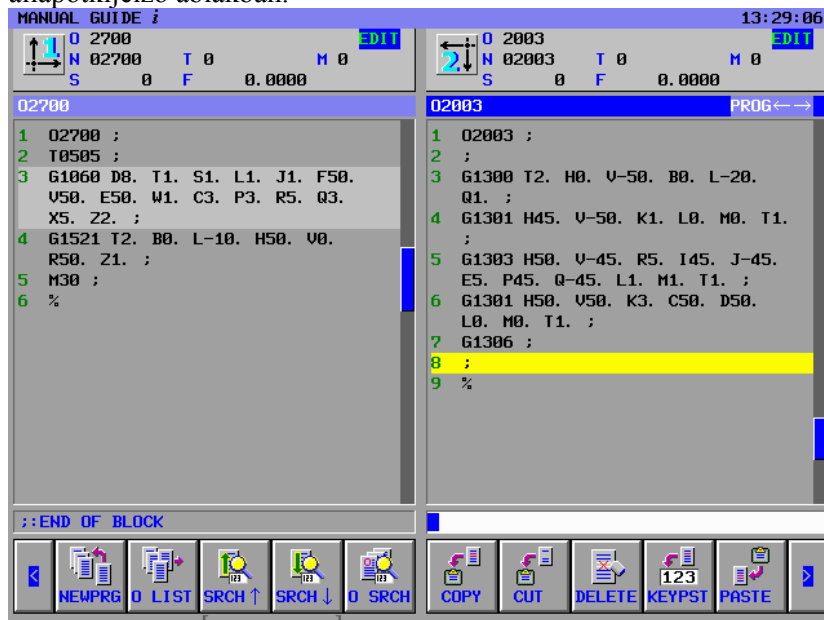 állapotkijelző ablakban.
MANUAL GUIDE i 13:29:06
O 2700 EDIT
N 02700 T 0 M 0
S 0 F 0.0000
1
O 2003 EDIT
N 02003 T 0 M 0
S 0 F 0.0000
2
O2700
1 O2700 ;
2 T0505 ;
3 G1060 D8. T1. S1. L1. J1. F50.
V50. E50. W1. C3. P3. R5. Q3.
X5. Z2. ;
4 G1521 T2. B0. L-10. H50. V0.
R50. Z1. ;
5 M30 ;
6 %
O2003 PROG←→
1 O2003 ;
2 ;
3 G1300 T2. H0. V-50. B0. L-20.
Q1. ;
4 G1301 H45. V-50. K1. L0. M0. T1.
;
5 G1303 H50. V-45. R5. I45. J-45.
E5. P45. Q-45. L1. M1. T1. ;
6 G1301 H50. V50. K3. C50. D50.
L0. M0. T1. ;
7 G1306 ;
8 ;
9 %
;:END OF BLOCK
< NEWPRG O LIST SRCH↑ SRCH↓ O SRCH
COPY CUT DELETE KEYPST PASTE >